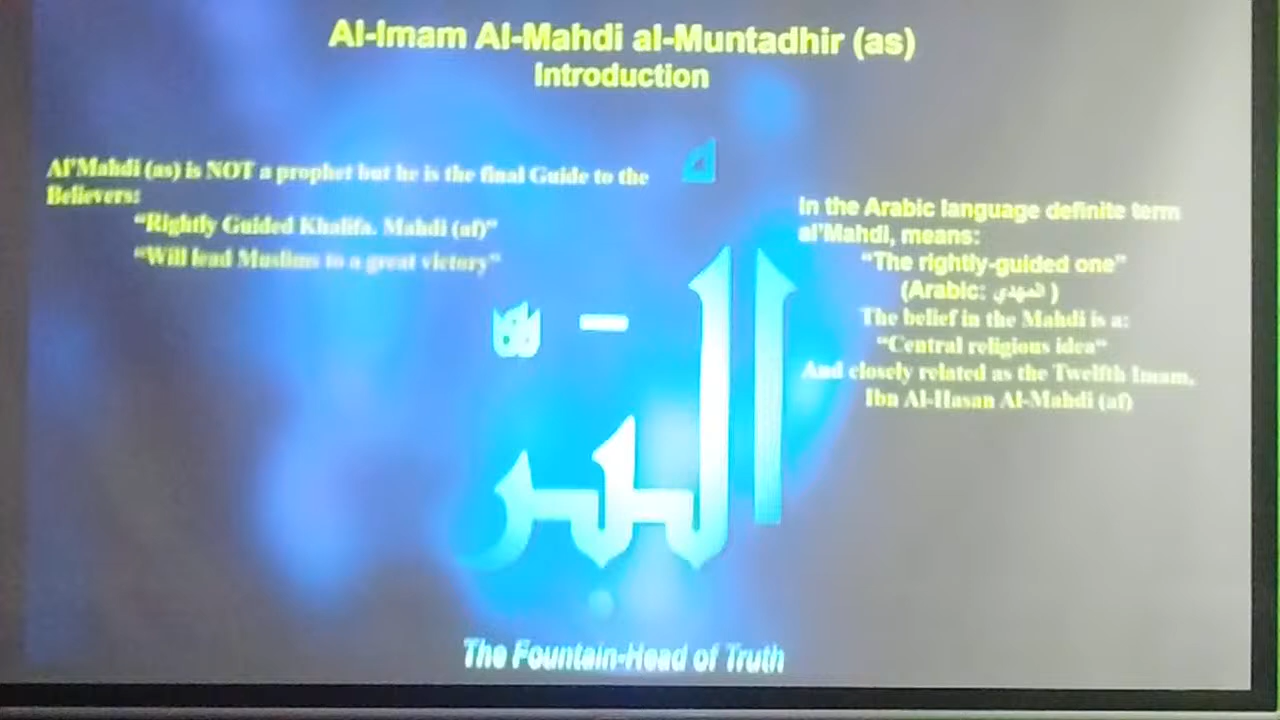 Al-Imam Al-Mahdi al-Muntadhir (as)
Introduction
Al'Mahdi (as) is NOT a prophet but he is the final Guide to the
Believers:
“Rightly Guided Khalifa. Mahdi (af)”
“Will lead Muslims to a great victory”
In the Arabic language definite term
al'Mahdi, means:
“The rightly-guided one”
(Arabic: المهدي )
The belief in the Mahdi is a:
“Central religious idea“
And closely related as the Twelfth Imam,
Ibn Al-Hasan Al-Mahdi (af)
البَرّ
The Fountain-Head of Truth